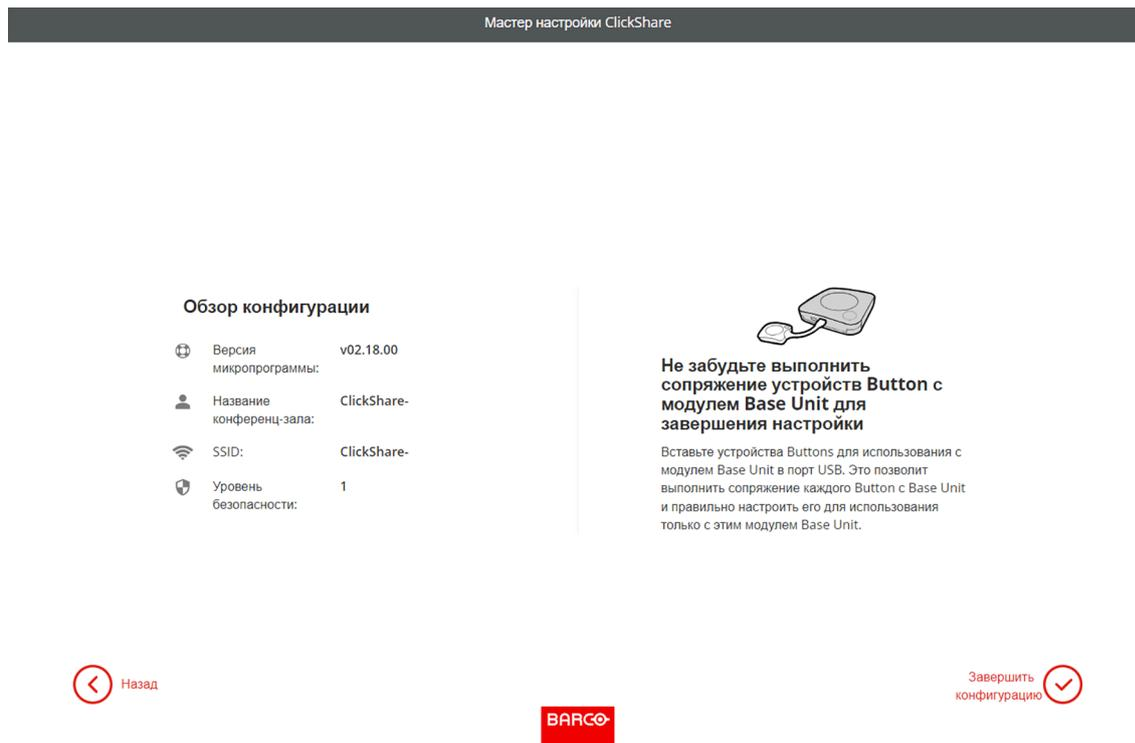 Мастер настройки ClickShare
Обзор конфигурации
Версия v02.18.00
микропрограммы:
Название ClickShare-
конференц-зала:
SSID: ClickShare-
Уровень 1
безопасности:
Не забудьте выполнить
сопряжение устройств Button с
модулем Base Unit для
завершения настройки
Вставьте устройства Buttons для использования с
модулем Base Unit в порт USB. Это позволит
выполнить сопряжение каждого Button с Base Unit
и правильно настроить его для использования
только с этим модулем Base Unit.
Назад
Завершить
конфигурацию
BARCO